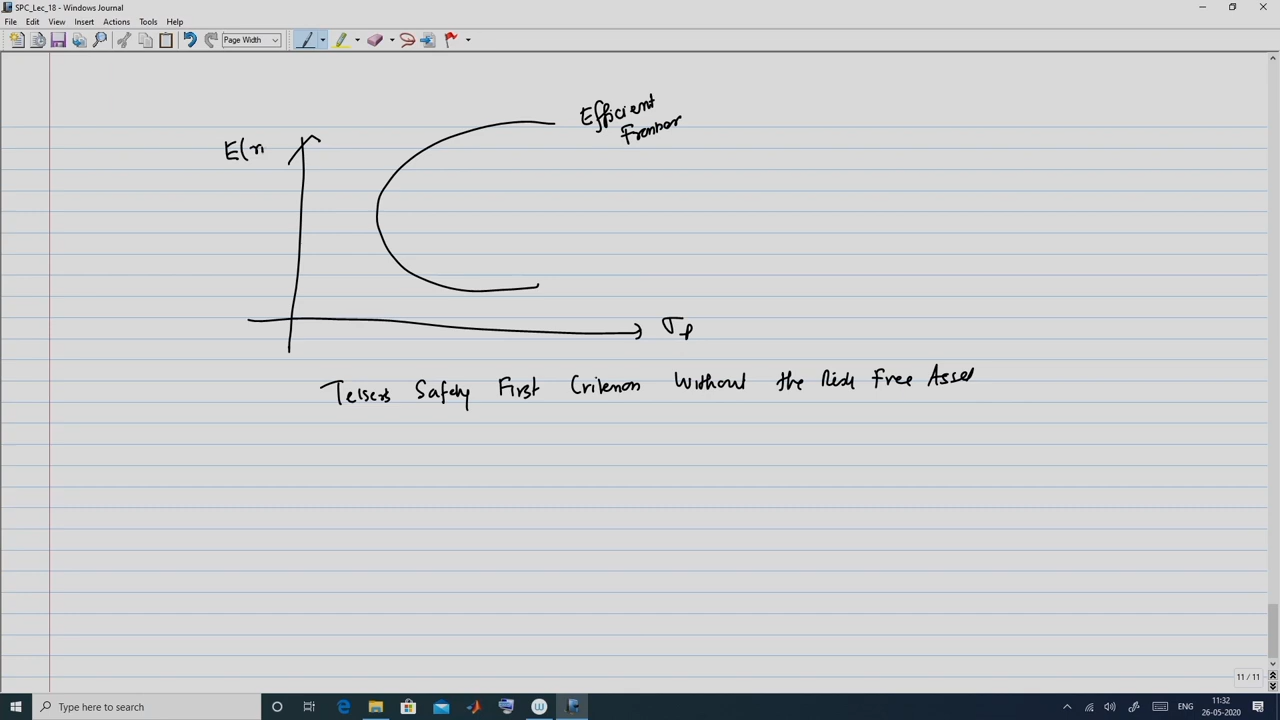 SPC_Lec_18 - Windows Journal
File Edit View Insert Actions Tools Help
Page Width
Efficient
Frontier
E(r
σp
Telsers Safety First Criterion Without the Risk Free Asset
11 / 11
Type here to search
ENG
11:32
26-05-2020